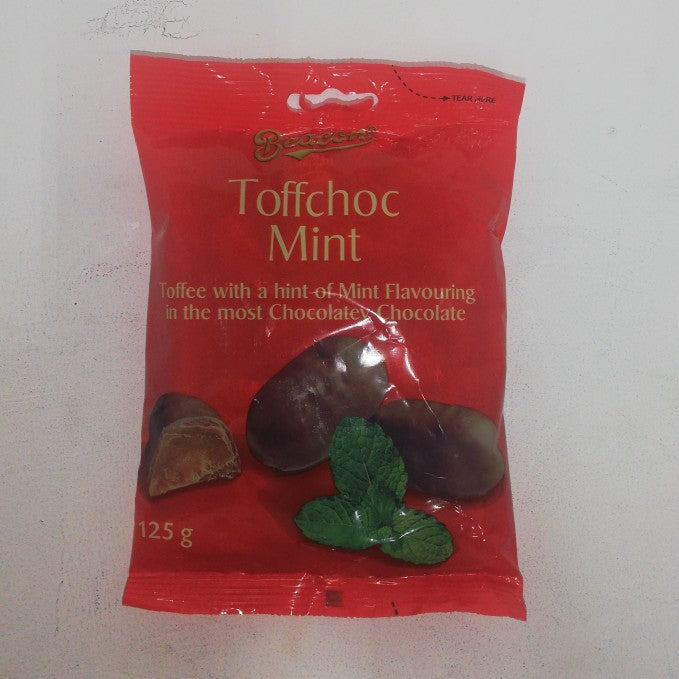 TEAR HERE
Beacon
Toffchoc
Mint
Toffee with a hint of Mint Flavouring
in the most Chocolatey Chocolate
125 g